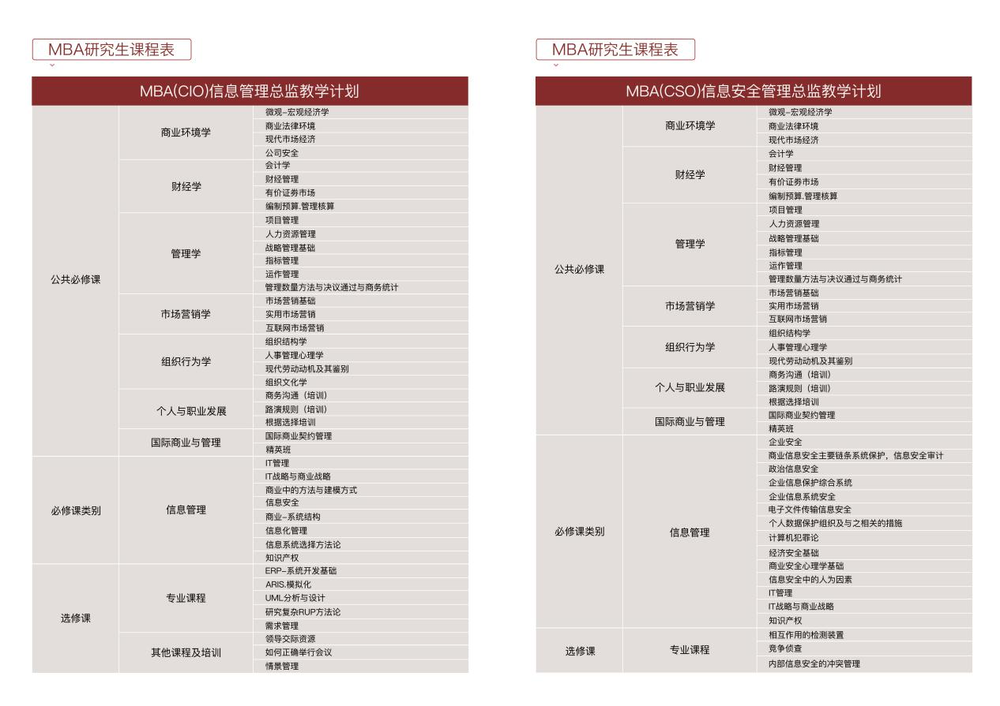 MBA研究生课程表
MBA(CIO)信息管理总监教学计划
公共必修课
商业环境学
微观-宏观经济学
商业法律环境
现代市场经济
公司安全
财经学
会计学
财经管理
有价证券市场
编制预算.管理核算
管理学
项目管理
人力资源管理
战略管理基础
指标管理
运作管理
管理数量方法与决议通过与商务统计
市场营销学
市场营销基础
实用市场营销
互联网市场营销
组织行为学
组织结构学
人事管理心理学
现代劳动动机及其鉴别
组织文化学
个人与职业发展
商务沟通（培训）
路演规则（培训）
根据选择培训
国际商业与管理
国际商业契约管理
精英班
必修课类别
信息管理
IT管理
IT战略与商业战略
商业中的方法与建模方式
信息安全
商业-系统结构
信息化管理
信息系统选择方法论
知识产权
选修课
专业课程
ERP-系统开发基础
ARIS.模拟化
UML分析与设计
研究复杂RUP方法论
需求管理
其他课程及培训
领导交际资源
如何正确举行会议
情景管理
MBA研究生课程表
MBA(CSO)信息安全管理总监教学计划
公共必修课
商业环境学
微观-宏观经济学
商业法律环境
现代市场经济
财经学
会计学
财经管理
有价证券市场
编制预算.管理核算
管理学
项目管理
人力资源管理
战略管理基础
指标管理
运作管理
管理数量方法与决议通过与商务统计
市场营销学
市场营销基础
实用市场营销
互联网市场营销
组织行为学
组织结构学
人事管理心理学
现代劳动动机及其鉴别
个人与职业发展
商务沟通（培训）
路演规则（培训）
根据选择培训
国际商业与管理
国际商业契约管理
精英班
必修课类别
信息管理
企业安全
商业信息安全主要链条系统保护，信息安全审计
政治信息安全
企业信息保护综合系统
企业信息系统安全
电子文件传输信息安全
个人数据保护组织及与之相关的措施
计算机犯罪论
经济安全基础
商业安全心理学基础
信息安全中的人为因素
IT管理
IT战略与商业战略
知识产权
选修课
专业课程
相互作用的检测装置
竞争侦查
内部信息安全的冲突管理